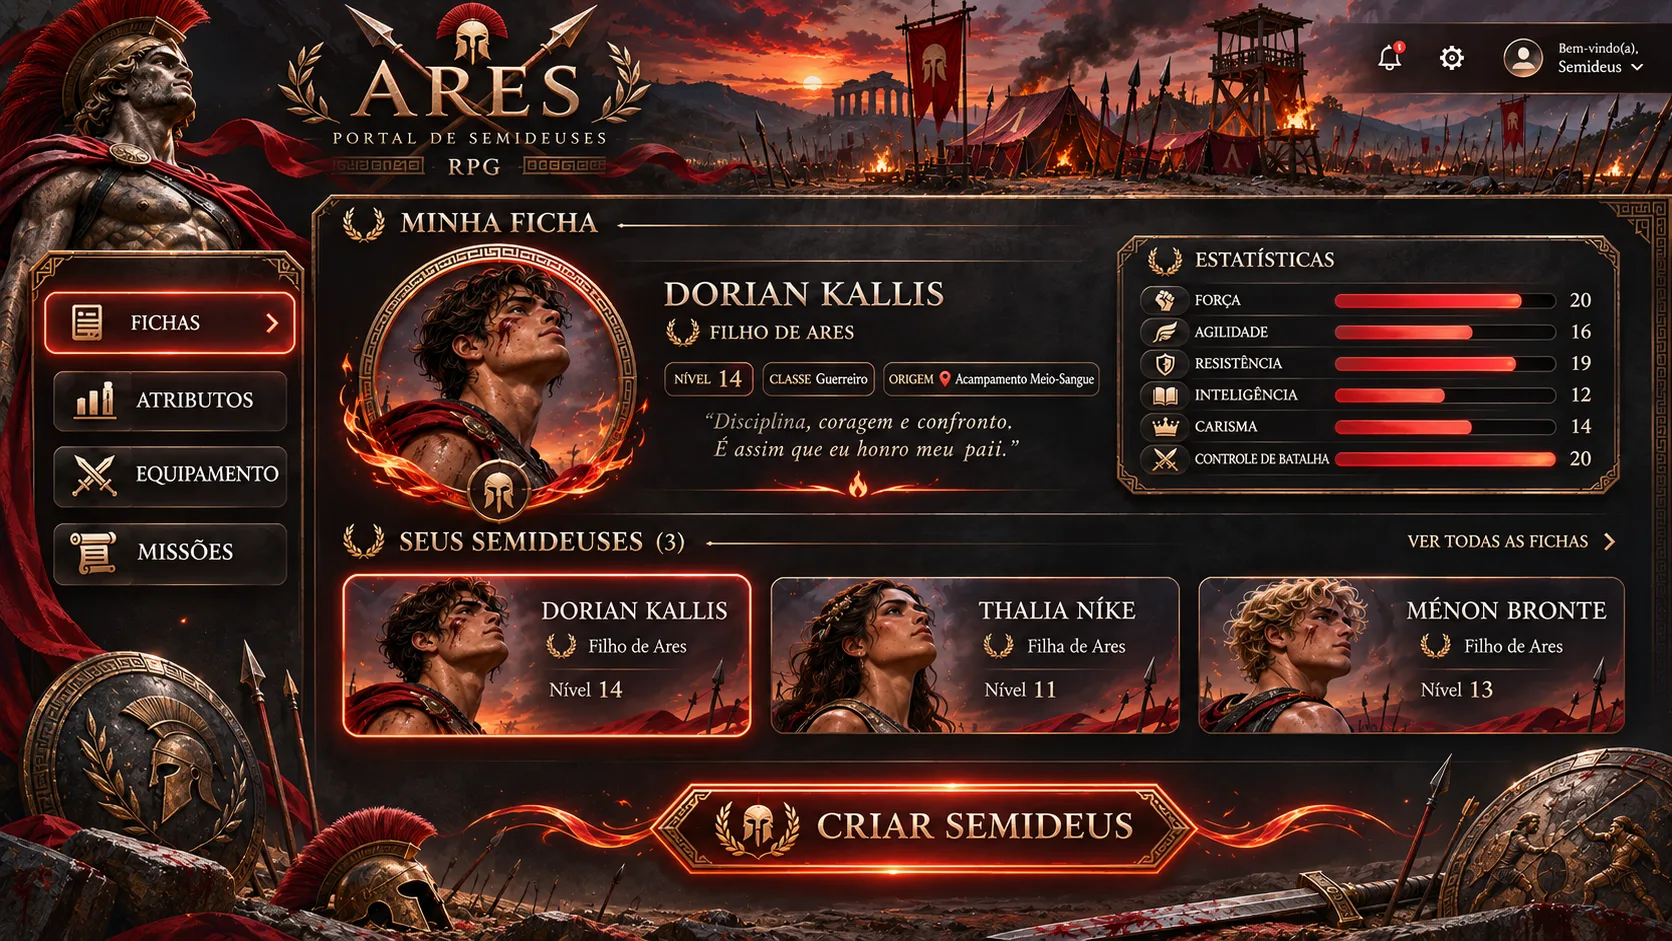 ARES
PORTAL DE SEMIDEUSES
RPG
1
Bem-vindo(a),
Semideus
FICHAS
ATRIBUTOS
EQUIPAMENTO
MISSÕES
MINHA FICHA
DORIAN KALLIS
FILHO DE ARES
NÍVEL 14
CLASSE Guerreiro
ORIGEM Acampamento Meio-Sangue
“Disciplina, coragem e confronto.
É assim que eu honro meu paii.”
ESTATÍSTICAS
FORÇA 20
AGILIDADE 16
RESISTÊNCIA 19
INTELIGÊNCIA 12
CARISMA 14
CONTROLE DE BATALHA 20
SEUS SEMIDEUSES (3)
VER TODAS AS FICHAS
DORIAN KALLIS
Filho de Ares
Nível 14
THALIA NÍKE
Filha de Ares
Nível 11
MÉNON BRONTE
Filho de Ares
Nível 13
CRIAR SEMIDEUS